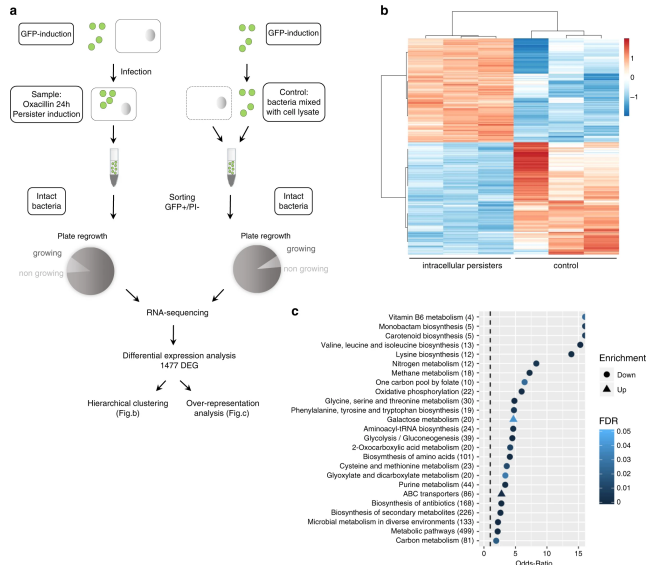 a
GFP-induction
GFP-induction
Infection
Sample:
Oxacillin 24h
Persister induction
Control:
bacteria mixed
with cell lysate
Intact
bacteria
Sorting
GFP+/PI-
Intact
bacteria
Plate regrowth
growing
non growing
Plate regrowth
growing
non growing
RNA-sequencing
Differential expression analysis
1477 DEG
Hierarchical clustering
(Fig.b)
Over-representation
analysis (Fig.c)
b
1
0
−1
intracellular persisters
control
c
Vitamin B6 metabolism (4)
Monobactam biosynthesis (5)
Carotenoid biosynthesis (5)
Valine, leucine and isoleucine biosynthesis (13)
Lysine biosynthesis (12)
Nitrogen metabolism (12)
Methane metabolism (18)
One carbon pool by folate (10)
Oxidative phosphorylation (22)
Glycine, serine and threonine metabolism (30)
Phenylalanine, tyrosine and tryptophan biosynthesis (19)
Galactose metabolism (20)
Aminoacyl-tRNA biosynthesis (24)
Glycolysis / Gluconeogenesis (39)
2-Oxocarboxylic acid metabolism (20)
Biosynthesis of amino acids (101)
Cysteine and methionine metabolism (23)
Glyoxylate and dicarboxylate metabolism (20)
Purine metabolism (44)
ABC transporters (86)
Biosynthesis of antibiotics (168)
Biosynthesis of secondary metabolites (226)
Microbial metabolism in diverse environments (133)
Metabolic pathways (499)
Carbon metabolism (81)
0 5 10 15
Odds-Ratio
Enrichment
Down
Up
FDR
0.05
0.04
0.03
0.02
0.01
0